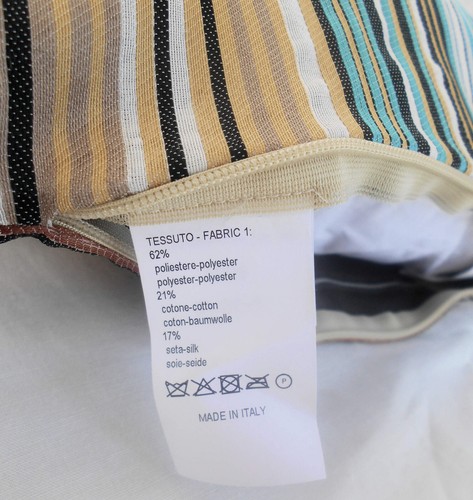 TESSUTO - FABRIC 1:
62%
poliestere-polyester
polyester-polyester
21%
cotone-cotton
coton-baumwolle
17%
seta-silk
soie-seide
P
MADE IN ITALY